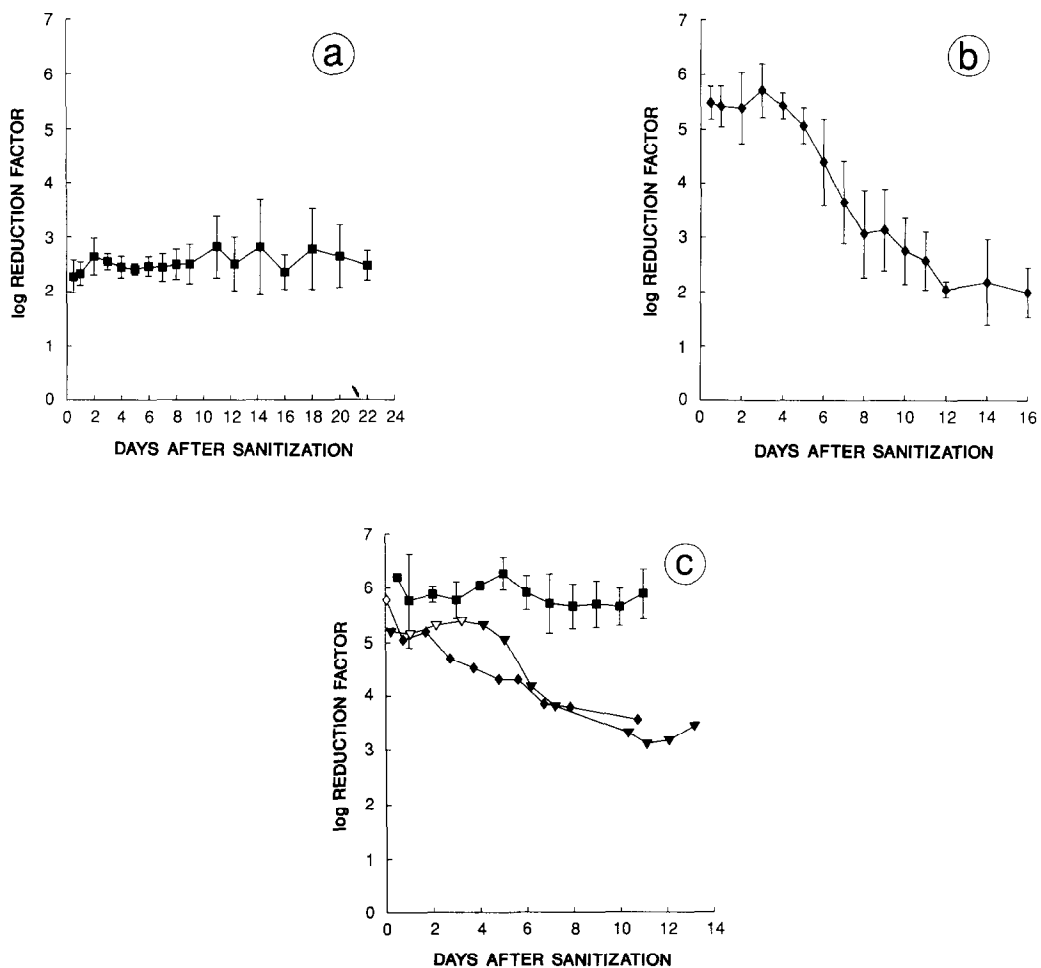 a
7
6
5
4
3
2
1
0
log REDUCTION FACTOR
0 2 4 6 8 10 12 14 16 18 20 22 24
DAYS AFTER SANITIZATION
b
7
6
5
4
3
2
1
0
log REDUCTION FACTOR
0 2 4 6 8 10 12 14 16
DAYS AFTER SANITIZATION
c
7
6
5
4
3
2
1
0
log REDUCTION FACTOR
0 2 4 6 8 10 12 14
DAYS AFTER SANITIZATION